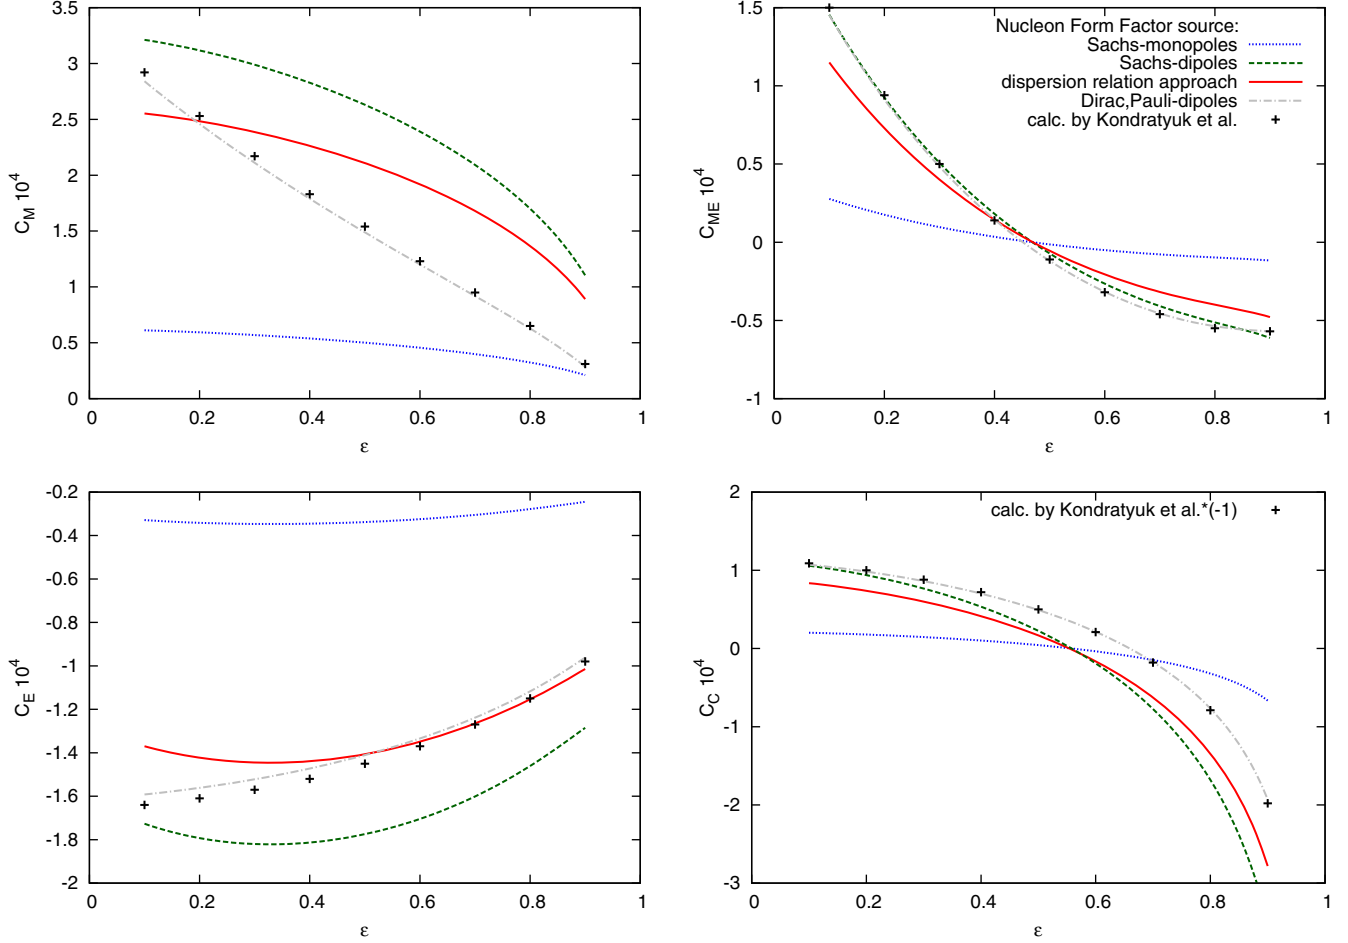 4
3.5
3
2.5
2
1.5
1
0.5
0
0 0.2 0.4 0.6 0.8 1
C_M 10^4
ε
1.5
1
0.5
0
-0.5
-1
0 0.2 0.4 0.6 0.8 1
C_ME 10^4
ε
Nucleon Form Factor source:
Sachs-monopoles
Sachs-dipoles
dispersion relation approach
Dirac,Pauli-dipoles
calc. by Kondratyuk et al.
-0.2
-0.4
-0.6
-0.8
-1
-1.2
-1.4
-1.6
-1.8
-2
0 0.2 0.4 0.6 0.8 1
C_E 10^4
ε
2
1
0
-1
-2
-3
0 0.2 0.4 0.6 0.8 1
C_C 10^4
ε
calc. by Kondratyuk et al.*(-1)